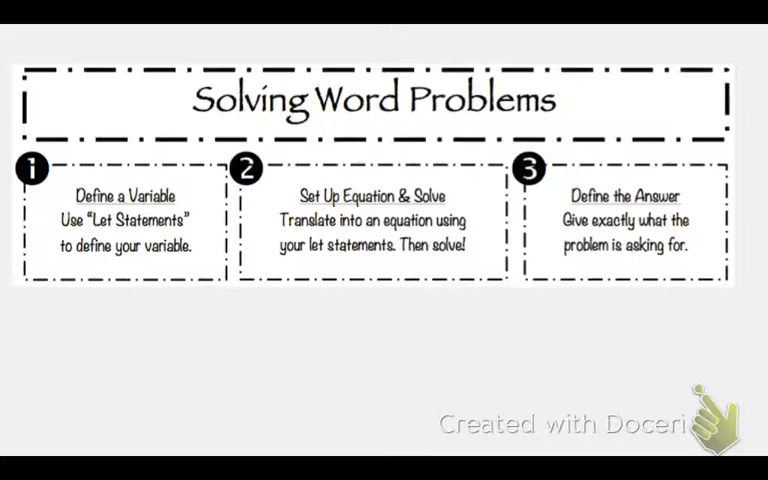 Solving Word Problems
1
Define a Variable
Use "Let Statements"
to define your variable.
2
Set Up Equation & Solve
Translate into an equation using
your let statements. Then solve!
3
Define the Answer
Give exactly what the
problem is asking for.
Created with Doceri